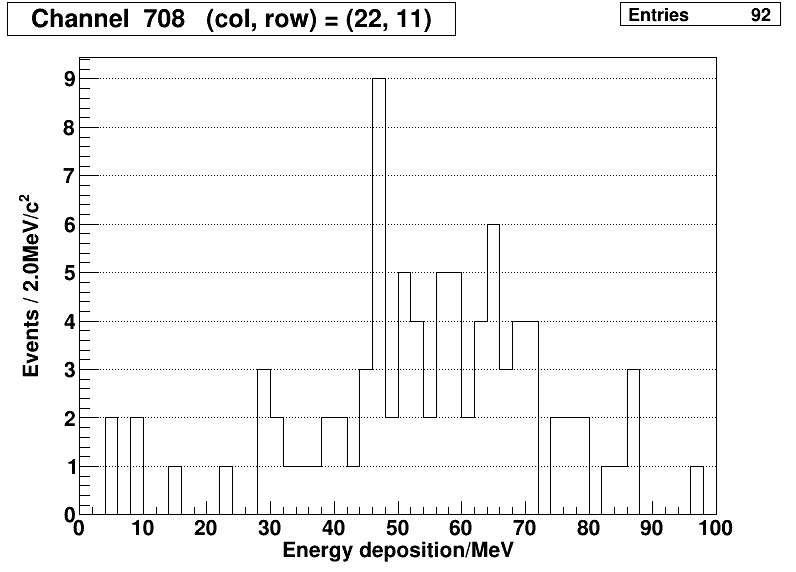 Channel 708 (col, row) = (22, 11)
Entries 92
9
8
7
6
5
4
3
2
1
0
Events / 2.0MeV/c²
0 10 20 30 40 50 60 70 80 90 100
Energy deposition/MeV